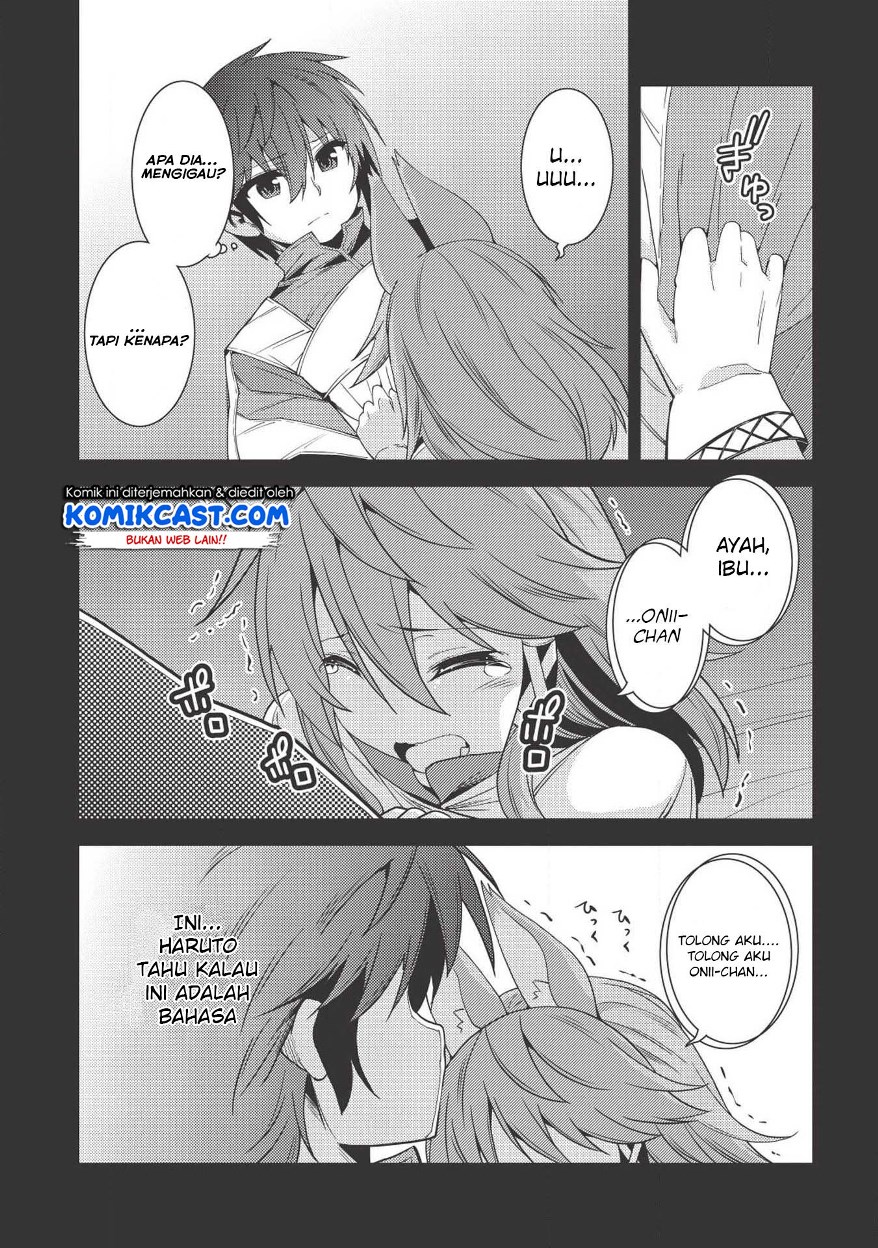 ぎゅっ
U...
UUU...
APA DIA...
MENGIGAU?
...
TAPI KENAPA?
Komik ini diterjemahkan & diedit oleh
KOMIKCAST.COM
BUKAN WEB LAIN!!
AYAH,
IBU...
...ONII-
CHAN
ポロ
ポロ
ポロ
TOLONG AKU....
TOLONG AKU
ONII-CHAN...
ひっく
ひっく
INI...
HARUTO
TAHU KALAU
INI ADALAH
BAHASA